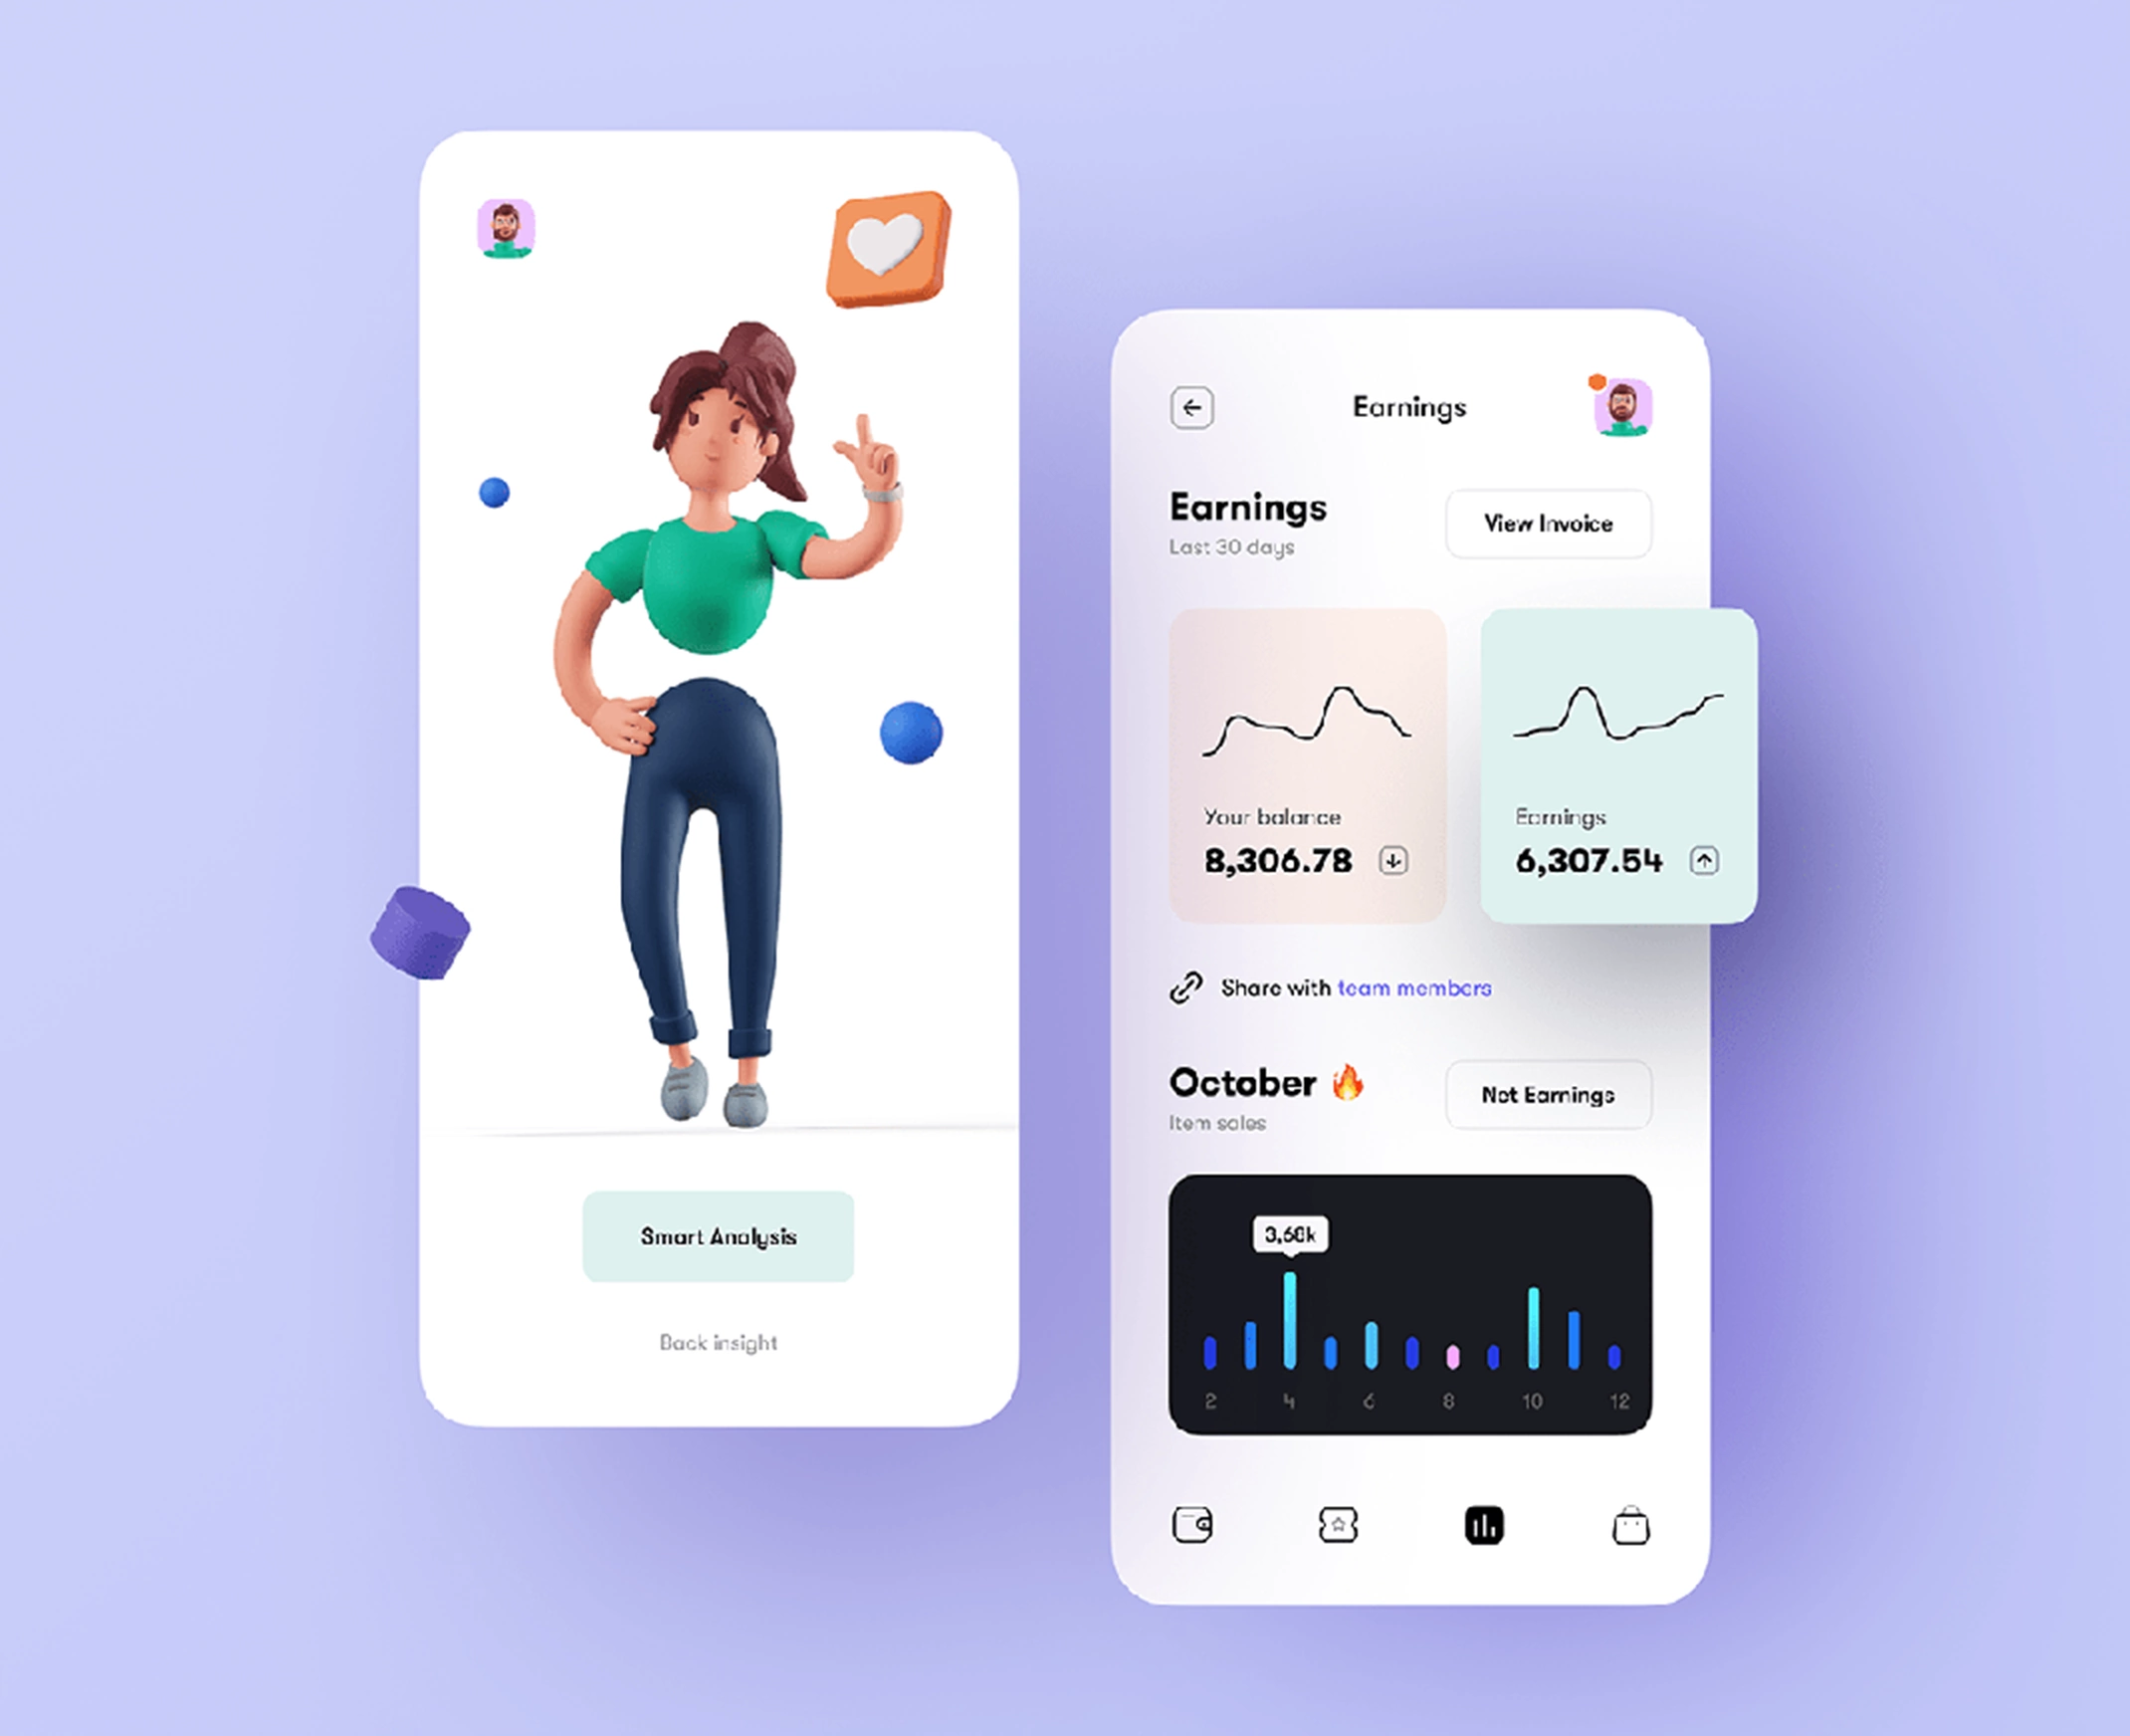 Smart Analysis
Back insight
Earnings
Earnings
Last 30 days
View Invoice
Your balance
8,306.78
Earnings
6,307.54
Share with team members
October 🔥
Item sales
Net Earnings
3,68k
2 4 6 8 10 12